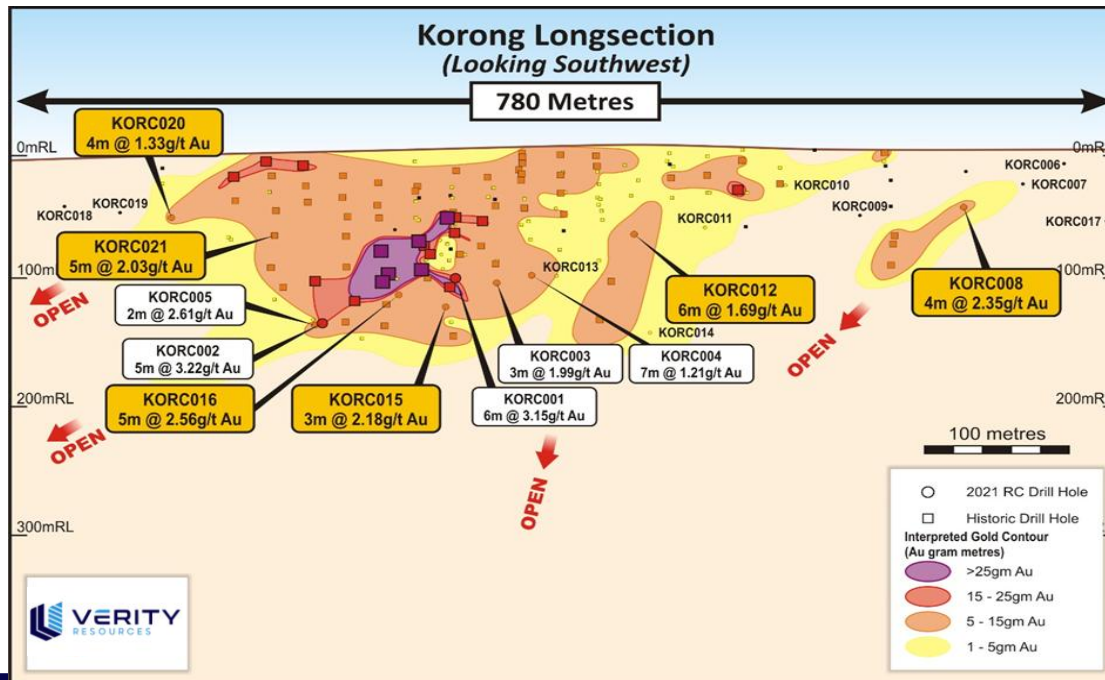 Korong Longsection
(Looking Southwest)
780 Metres
KORC020
4m @ 1.33g/t Au
0mRL
KORC018
KORC019
KORC006
KORC007
KORC010
KORC009
KORC011
KORC017
KORC021
5m @ 2.03g/t Au
100mRL
OPEN
KORC005
2m @ 2.61g/t Au
KORC013
KORC012
6m @ 1.69g/t Au
KORC008
4m @ 2.35g/t Au
KORC014
OPEN
KORC002
5m @ 3.22g/t Au
KORC003
3m @ 1.99g/t Au
KORC004
7m @ 1.21g/t Au
KORC016
5m @ 2.56g/t Au
KORC015
3m @ 2.18g/t Au
KORC001
6m @ 3.15g/t Au
200mRL
OPEN
OPEN
100 metres
300mRL
2021 RC Drill Hole
Historic Drill Hole
Interpreted Gold Contour
(Au gram metres)
>25gm Au
15 - 25gm Au
5 - 15gm Au
1 - 5gm Au
VERITY
RESOURCES